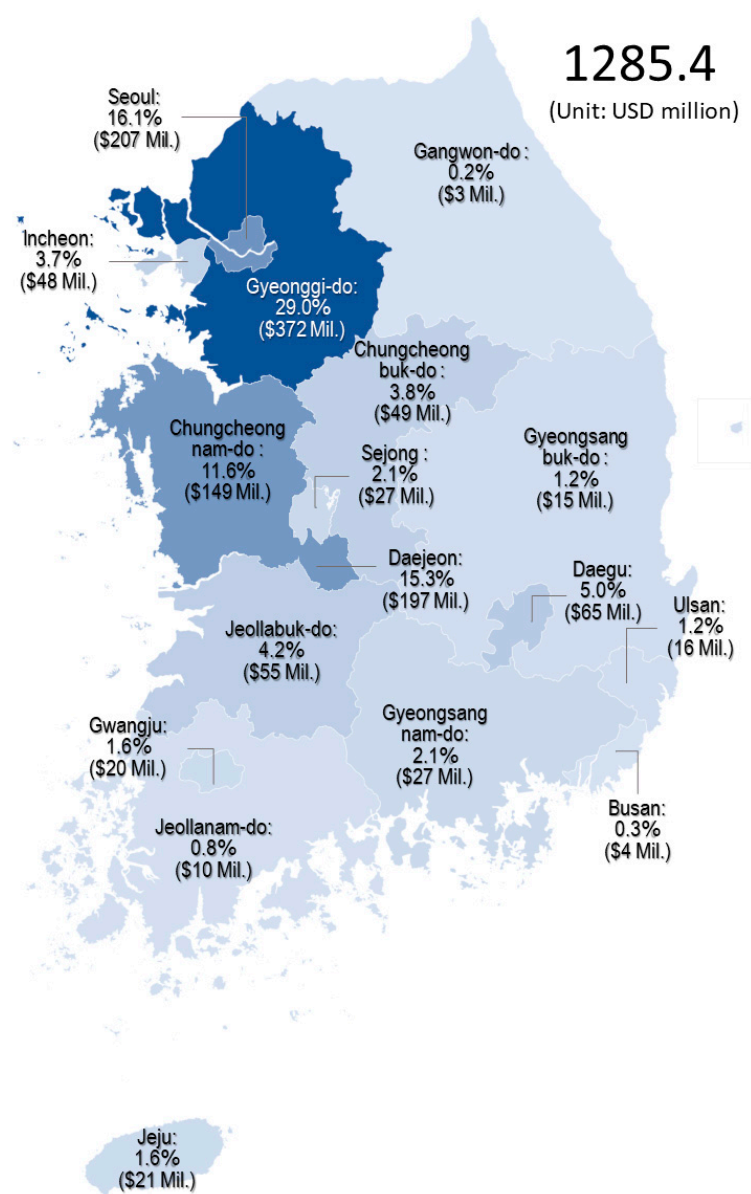 1285.4
(Unit: USD million)
Seoul:
16.1%
($207 Mil.)
Gangwon-do :
0.2%
($3 Mil.)
Incheon:
3.7%
($48 Mil.)
Gyeonggi-do:
29.0%
($372 Mil.)
Chungcheong
buk-do :
3.8%
($49 Mil.)
Chungcheong
nam-do :
11.6%
($149 Mil.)
Sejong :
2.1%
($27 Mil.)
Gyeongsang
buk-do :
1.2%
($15 Mil.)
Daejeon:
15.3%
($197 Mil.)
Daegu:
5.0%
($65 Mil.)
Ulsan:
1.2%
(16 Mil.)
Jeollabuk-do:
4.2%
($55 Mil.)
Gyeongsang
nam-do :
2.1%
($27 Mil.)
Gwangju:
1.6%
($20 Mil.)
Busan:
0.3%
($4 Mil.)
Jeollanam-do:
0.8%
($10 Mil.)
Jeju:
1.6%
($21 Mil.)